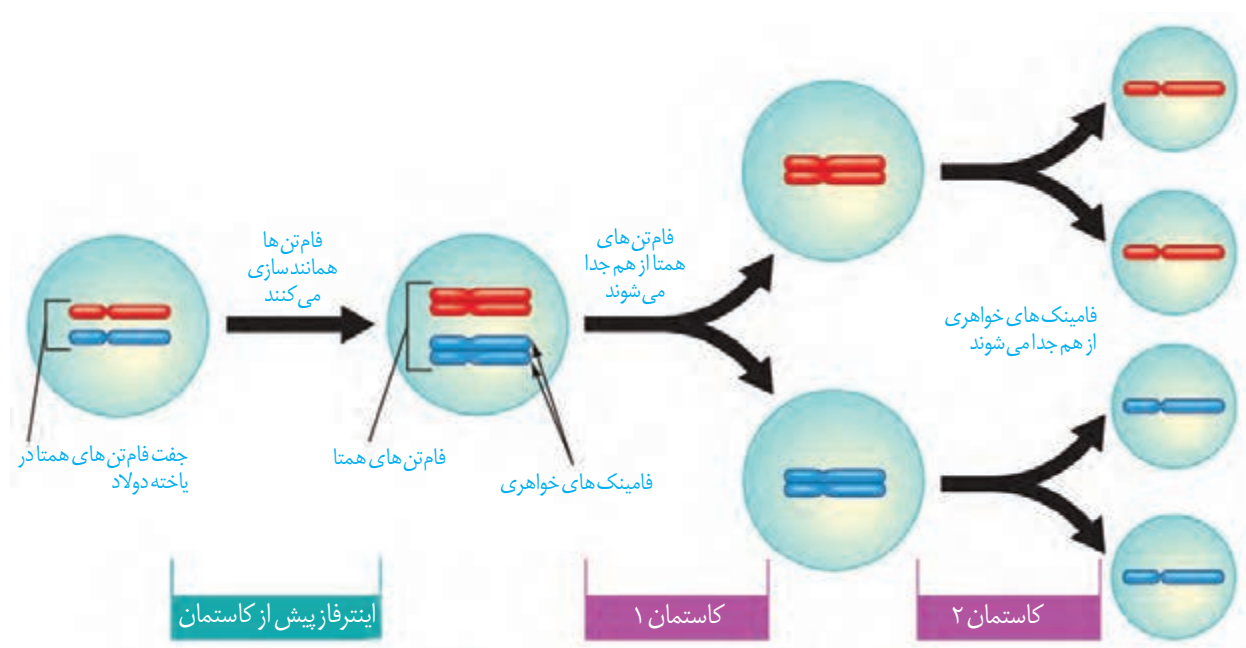 فام‌تن‌ها
همانندسازی
می‌کنند
فام‌تن‌های
همتا از هم جدا
می‌شوند
فامینک‌های خواهری
از هم جدا می‌شوند
جفت فام‌تن‌های همتا در
یاخته دولاد
فام‌تن‌های همتا
فامینک‌های خواهری
اینترفاز پیش از کاستمان
کاستمان ۱
کاستمان ۲